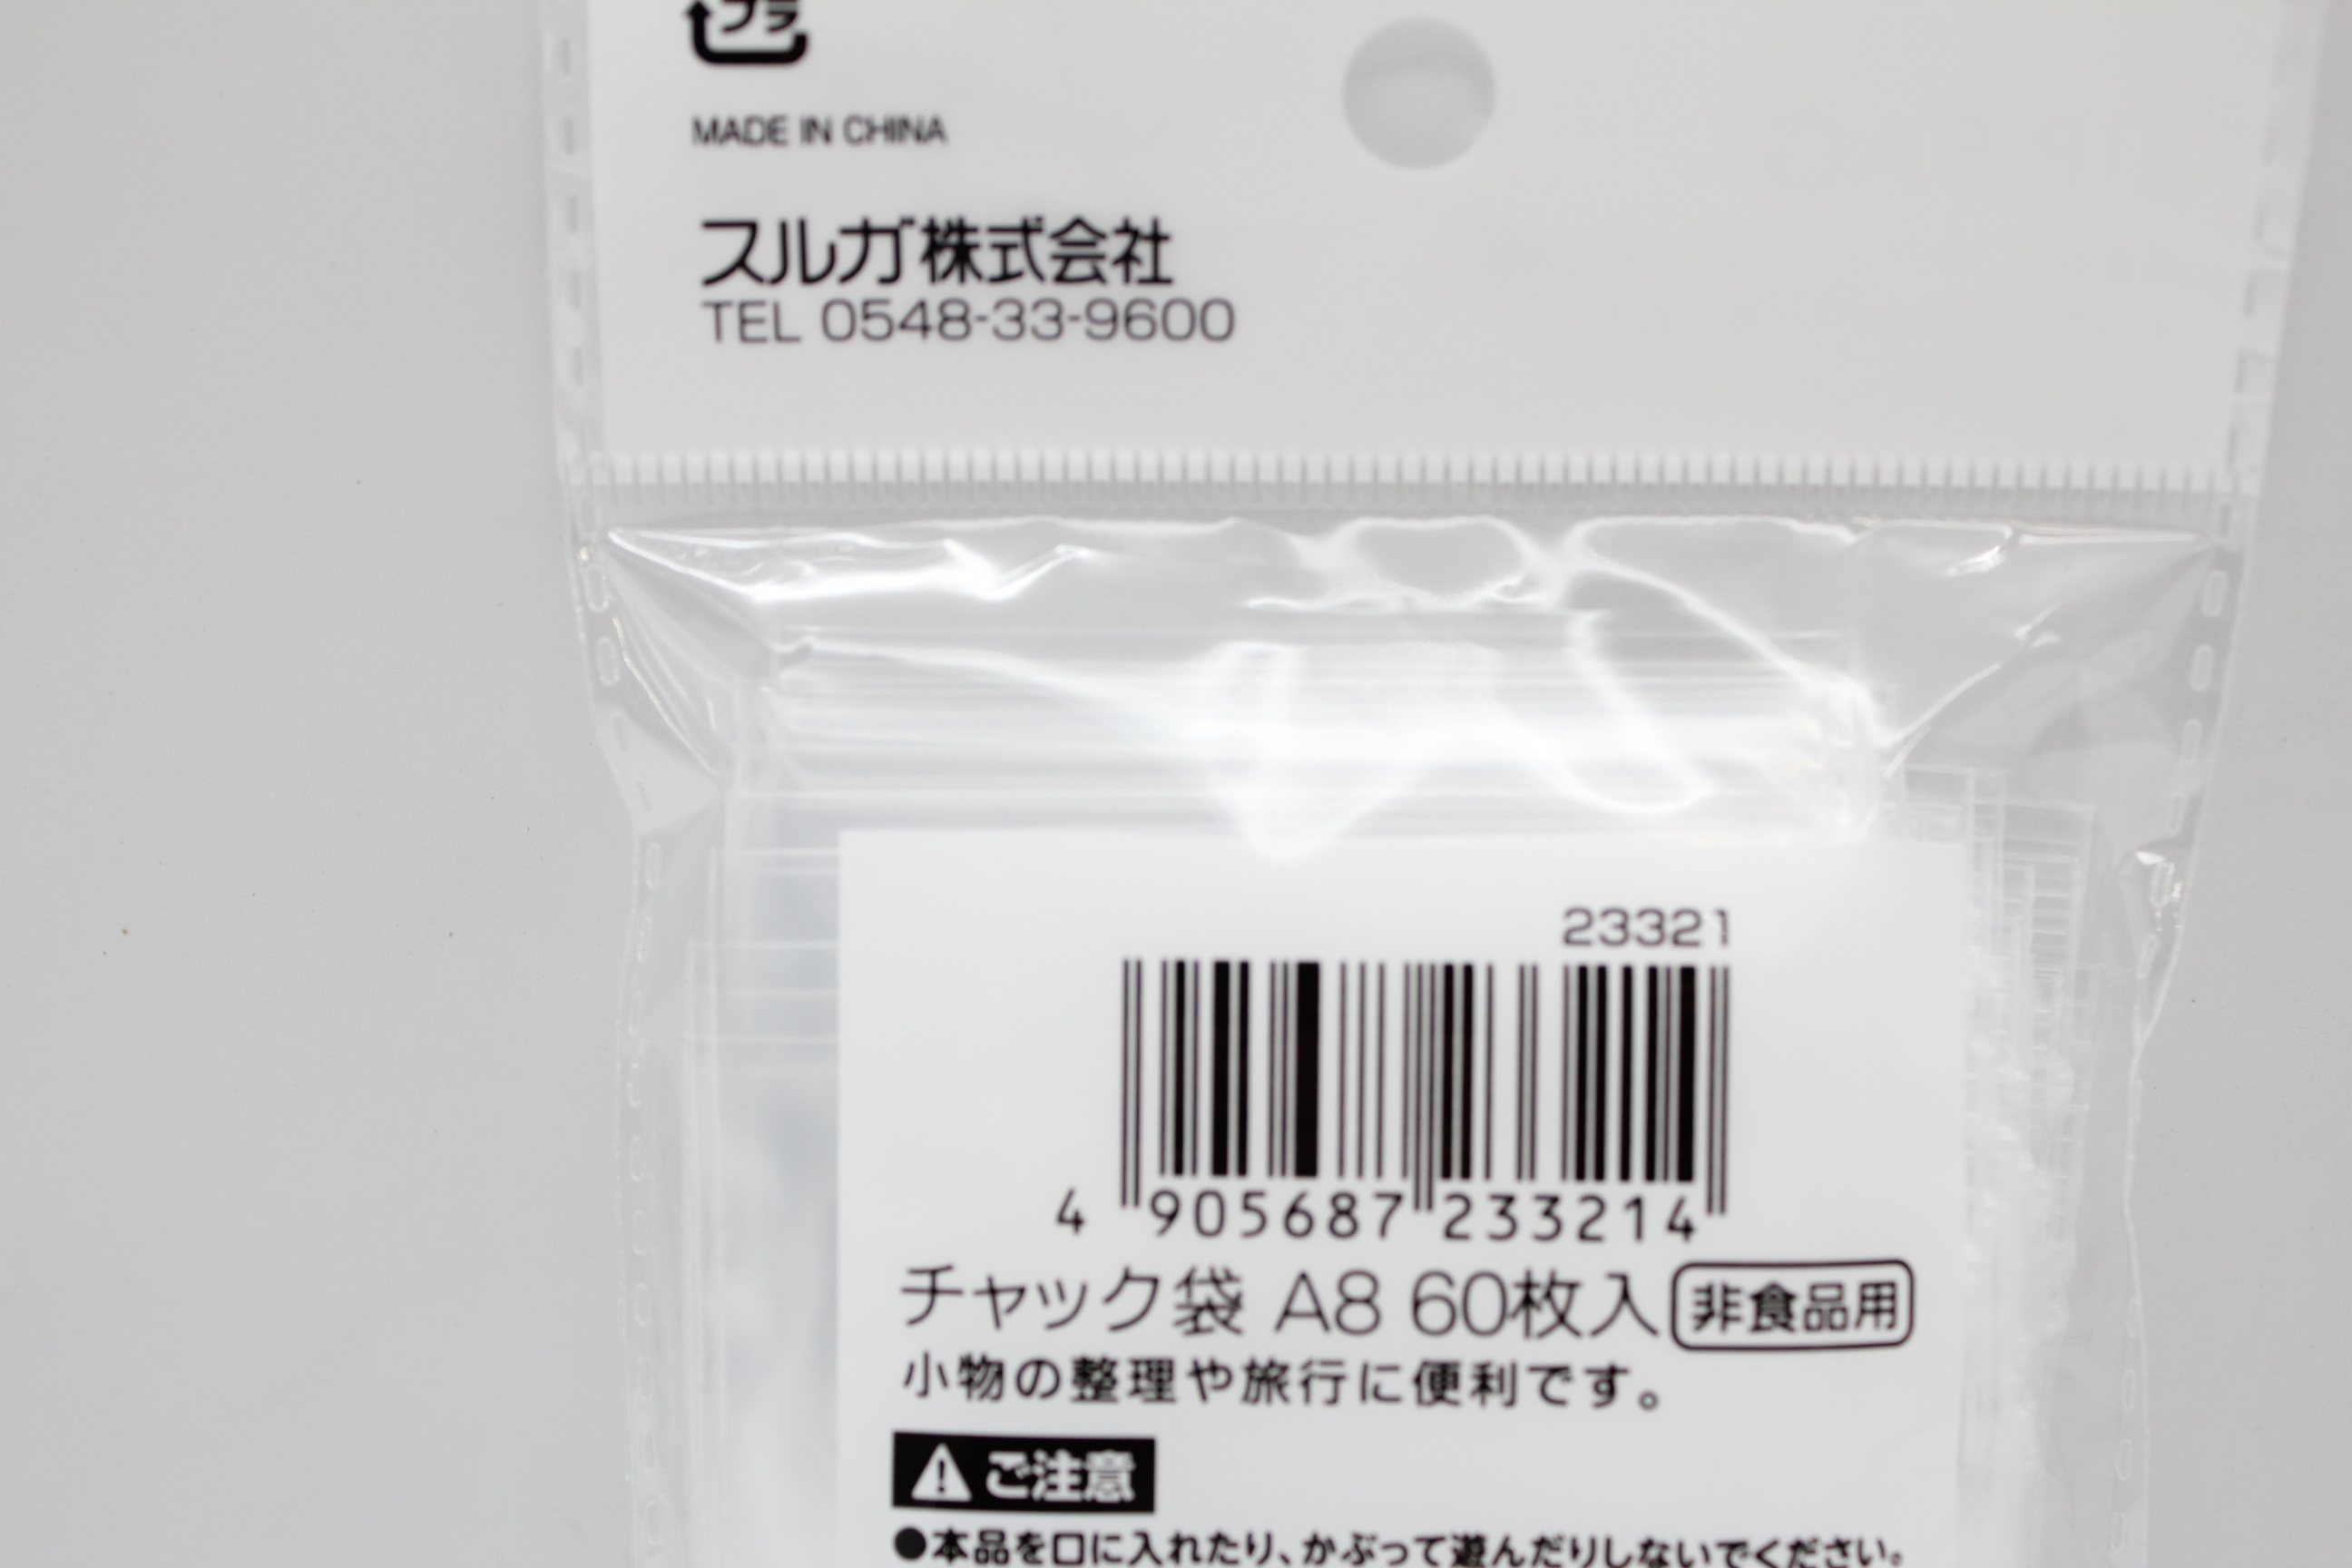 プラ
MADE IN CHINA
スルガ株式会社
TEL 0548-33-9600
23321
4 905687 233214
チャック袋 A8 60枚入 非食品用
小物の整理や旅行に便利です。
ご注意
●本品を口に入れたり、かぶって遊んだりしないでください。